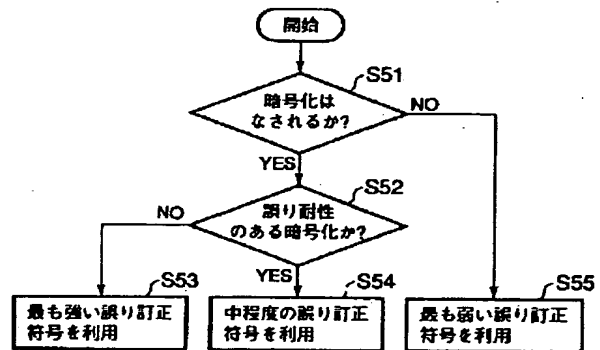 開始
S51
暗号化は
なされるか?
NO
YES
S52
誤り耐性
のある暗号化か?
NO
YES
S53
最も強い誤り訂正
符号を利用
S54
中程度の誤り訂正
符号を利用
S55
最も弱い誤り訂正
符号を利用